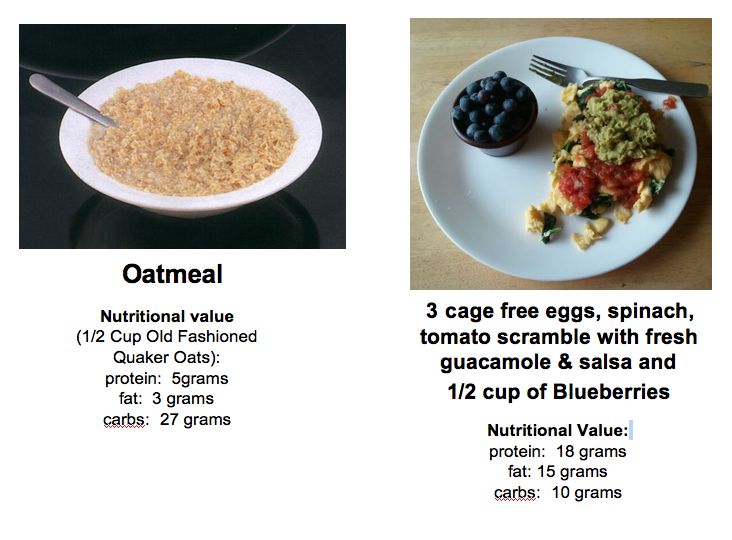 Oatmeal
Nutritional value
(1/2 Cup Old Fashioned
Quaker Oats):
protein:  5grams
fat:  3 grams
carbs:  27 grams
3 cage free eggs, spinach,
tomato scramble with fresh
guacamole & salsa and
1/2 cup of Blueberries
Nutritional Value:
protein:  18 grams
fat: 15 grams
carbs:  10 grams